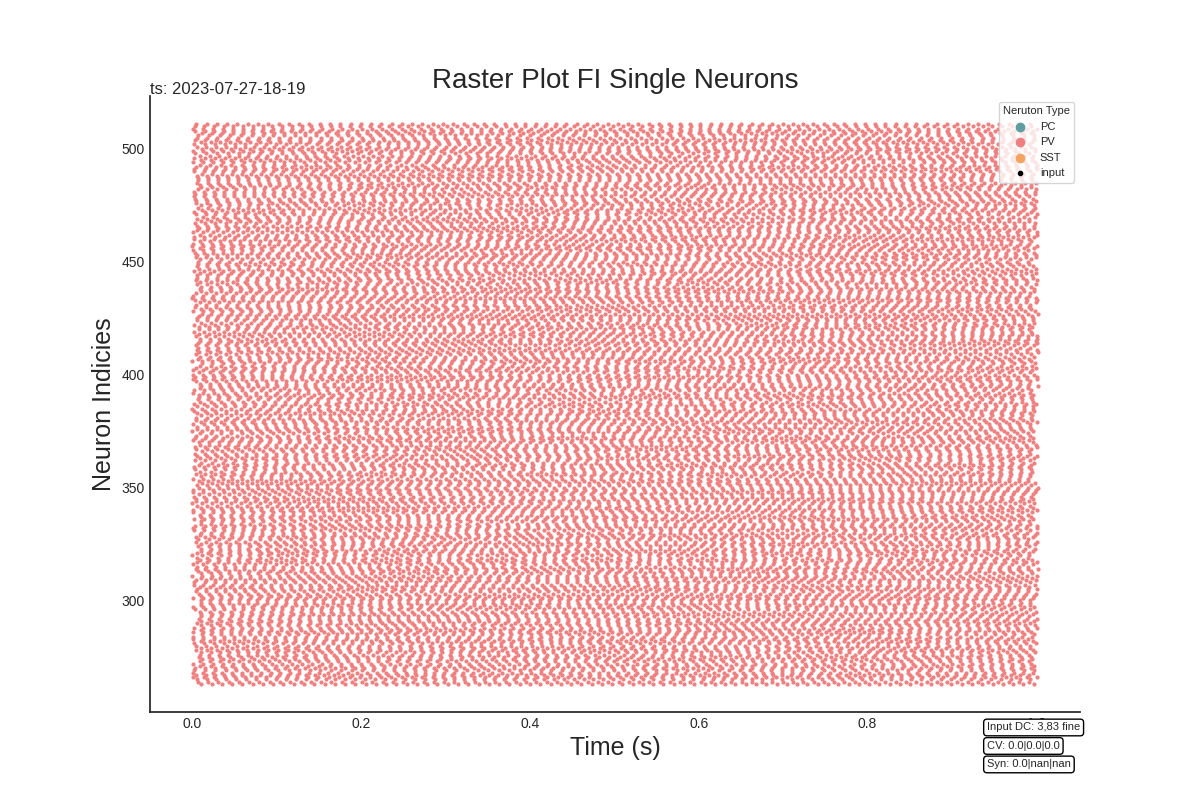 Raster Plot FI Single Neurons
ts: 2023-07-27-18-19
Neruton Type
PC
PV
SST
input
500
450
400
350
300
Neuron Indicies
0.0
0.2
0.4
0.6
0.8
Time (s)
Input DC: 3,83 fine
CV: 0.0|0.0|0.0
Syn: 0.0|nan|nan